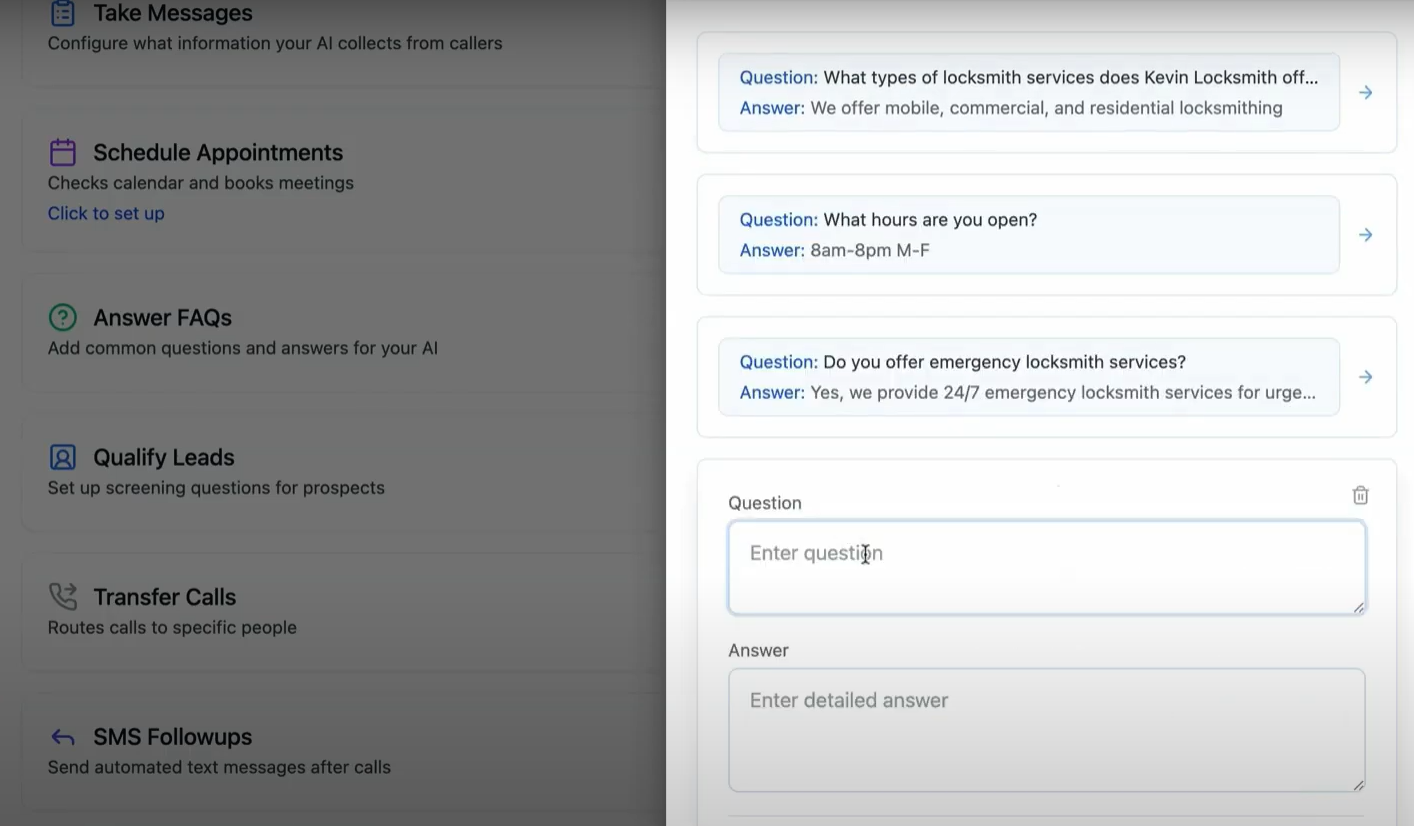 Take Messages
Configure what information your AI collects from callers
Schedule Appointments
Checks calendar and books meetings
Click to set up
Answer FAQs
Add common questions and answers for your AI
Qualify Leads
Set up screening questions for prospects
Transfer Calls
Routes calls to specific people
SMS Followups
Send automated text messages after calls
Question: What types of locksmith services does Kevin Locksmith off...
Answer: We offer mobile, commercial, and residential locksmithing
Question: What hours are you open?
Answer: 8am-8pm M-F
Question: Do you offer emergency locksmith services?
Answer: Yes, we provide 24/7 emergency locksmith services for urge...
Question
Enter question
Answer
Enter detailed answer